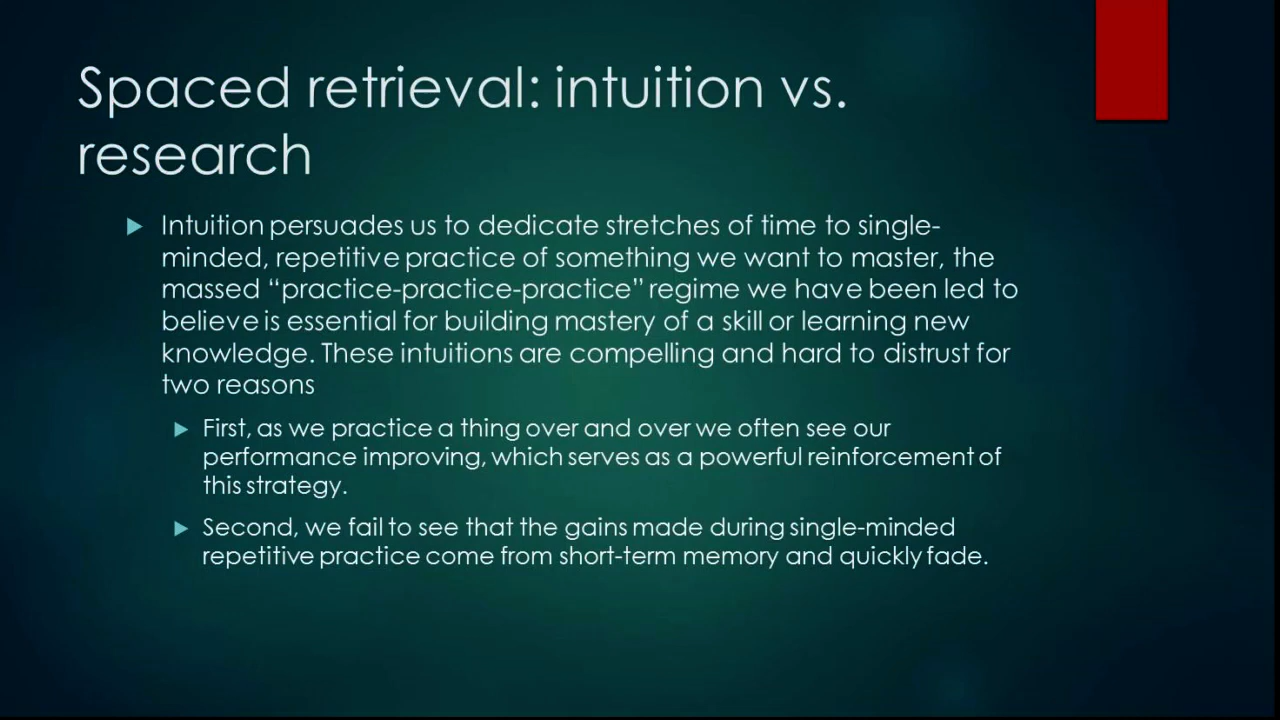 Spaced retrieval: intuition vs.
research
Intuition persuades us to dedicate stretches of time to single-
minded, repetitive practice of something we want to master, the
massed “practice-practice-practice” regime we have been led to
believe is essential for building mastery of a skill or learning new
knowledge. These intuitions are compelling and hard to distrust for
two reasons
First, as we practice a thing over and over we often see our
performance improving, which serves as a powerful reinforcement of
this strategy.
Second, we fail to see that the gains made during single-minded
repetitive practice come from short-term memory and quickly fade.